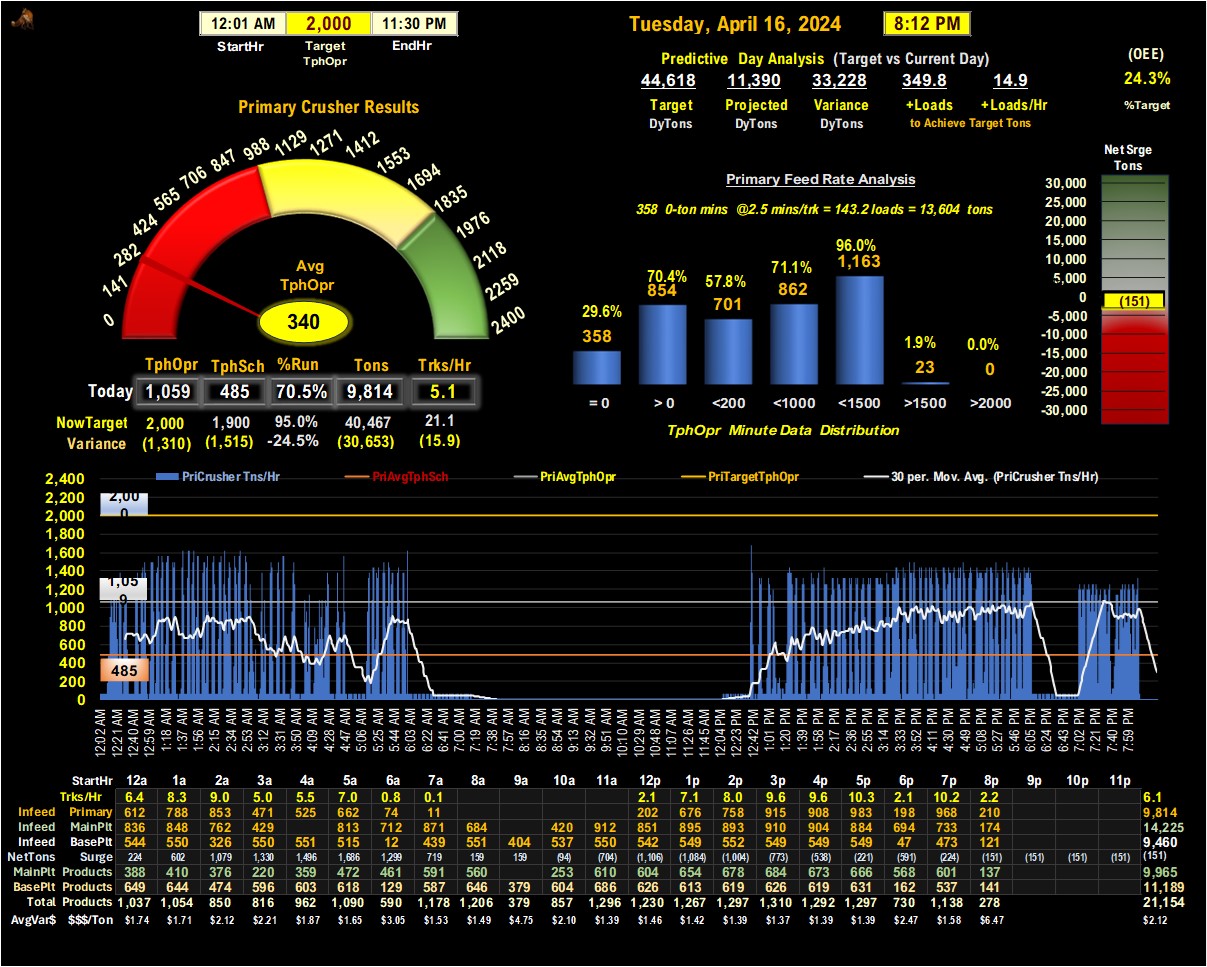 12:01 AM 2,000 11:30 PM
StartHr Target TphOpr EndHr
Tuesday, April 16, 2024 8:12 PM
Predictive Day Analysis (Target vs Current Day)
44,618 11,390 33,228 349.8 14.9
Target Projected Variance +Loads +Loads/Hr
DyTons DyTons DyTons to Achieve Target Tons
(OEE)
24.3%
%Target
Primary Crusher Results
0 141 282 424 565 706 847 988 1129 1271 1412 1553 1694 1835 1976 2118 2259 2400
Avg
TphOpr
340
TphOpr TphSch %Run Tons Trks/Hr
Today 1,059 485 70.5% 9,814 5.1
NowTarget 2,000 1,900 95.0% 40,467 21.1
Variance (1,310) (1,515) -24.5% (30,653) (15.9)
Primary Feed Rate Analysis
358 0-ton mins @2.5 mins/trk = 143.2 loads = 13,604 tons
29.6% 70.4% 57.8% 71.1% 96.0% 1.9% 0.0%
358 854 701 862 1,163 23 0
= 0 > 0 <200 <1000 <1500 >1500 >2000
TphOpr Minute Data Distribution
Net Srge
Tons
30,000
25,000
20,000
15,000
10,000
5,000
0
(151)
-5,000
-10,000
-15,000
-20,000
-25,000
-30,000
PriCrusher Tns/Hr PriAvgTphSch PriAvgTphOpr PriTargetTphOpr 30 per. Mov. Avg. (PriCrusher Tns/Hr)
2,400
2,200
2,000
1,800
1,600
1,400
1,200
1,000
800
600
400
200
0
2,00
0
1,05
9
485
12:02 AM 12:21 AM 12:40 AM 12:59 AM 1:18 AM 1:37 AM 1:56 AM 2:15 AM 2:34 AM 2:53 AM 3:12 AM 3:31 AM 3:50 AM 4:09 AM 4:28 AM 4:47 AM 5:06 AM 5:25 AM 5:44 AM 6:03 AM 6:22 AM 6:41 AM 7:00 AM 7:19 AM 7:38 AM 7:57 AM 8:16 AM 8:35 AM 8:54 AM 9:13 AM 9:32 AM 9:51 AM 10:10 AM 10:29 AM 10:48 AM 11:07 AM 11:26 AM 11:45 AM 12:04 PM 12:23 PM 12:42 PM 1:01 PM 1:20 PM 1:39 PM 1:58 PM 2:17 PM 2:36 PM 2:55 PM 3:14 PM 3:33 PM 3:52 PM 4:11 PM 4:30 PM 4:49 PM 5:08 PM 5:27 PM 5:46 PM 6:05 PM 6:24 PM 6:43 PM 7:02 PM 7:21 PM 7:40 PM 7:59 PM
StartHr 12a 1a 2a 3a 4a 5a 6a 7a 8a 9a 10a 11a 12p 1p 2p 3p 4p 5p 6p 7p 8p 9p 10p 11p
Trks/Hr 6.4 8.3 9.0 5.0 5.5 7.0 0.8 0.1 2.1 7.1 8.0 9.6 9.6 10.3 2.1 10.2 2.2 6.1
Infeed Primary 612 788 853 471 525 662 74 11 202 676 758 915 908 983 198 968 210 9,814
Infeed MainPlt 836 848 762 429 813 712 871 684 420 912 851 895 893 910 904 884 694 733 174 14,225
Infeed BasePlt 544 550 326 550 551 515 12 439 551 404 537 550 542 552 440 549 549 549 47 473 121 9,460
NetTons Surge 224 602 1,079 1,330 1,496 1,686 1,299 719 159 159 (94) (704) (1,106) (1,084) (1,004) (773) (538) (221) (591) (224) (151) (151) (151) (151) (151)
MainPlt Products 388 410 376 220 359 472 461 591 560 253 610 604 654 678 684 673 666 568 601 137 9,965
BasePlt Products 649 644 474 596 603 618 129 587 646 379 604 686 626 613 619 626 619 631 162 537 141 11,189
Total Products 1,037 1,054 850 816 962 1,090 590 1,178 1,206 379 857 1,296 1,230 1,267 1,297 1,310 1,292 1,297 730 1,138 278 21,154
AvgVar$ $$$/Ton $1.74 $1.71 $2.12 $2.21 $1.87 $1.65 $3.05 $1.53 $1.49 $4.75 $2.10 $1.39 $1.46 $1.42 $1.39 $1.37 $1.39 $1.39 $2.47 $1.58 $6.47 $2.12